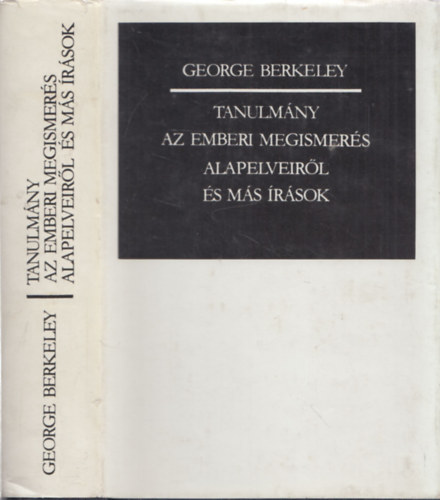 GEORGE BERKELEY
TANULMÁNY
AZ EMBERI MEGISMERÉS
ALAPELVEIRŐL
ÉS MÁS ÍRÁSOK
GEORGE BERKELEY
TANULMÁNY
AZ EMBERI MEGISMERÉS
ALAPELVEIRŐL ÉS MÁS ÍRÁSOK